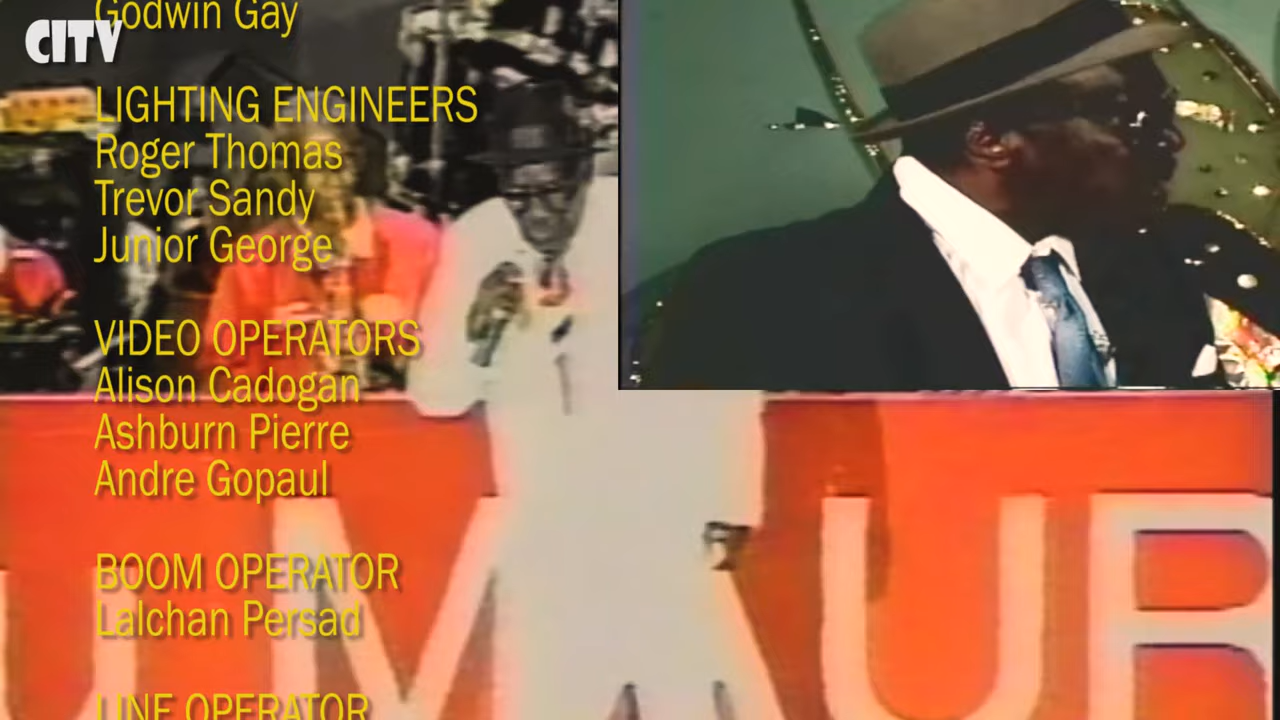 Godwin Gay
CITV
LIGHTING ENGINEERS
Roger Thomas
Trevor Sandy
Junior George
VIDEO OPERATORS
Alison Cadogan
Ashburn Pierre
Andre Gopaul
BOOM OPERATOR
Lalchan Persad
LINE OPERATOR
U MAUR